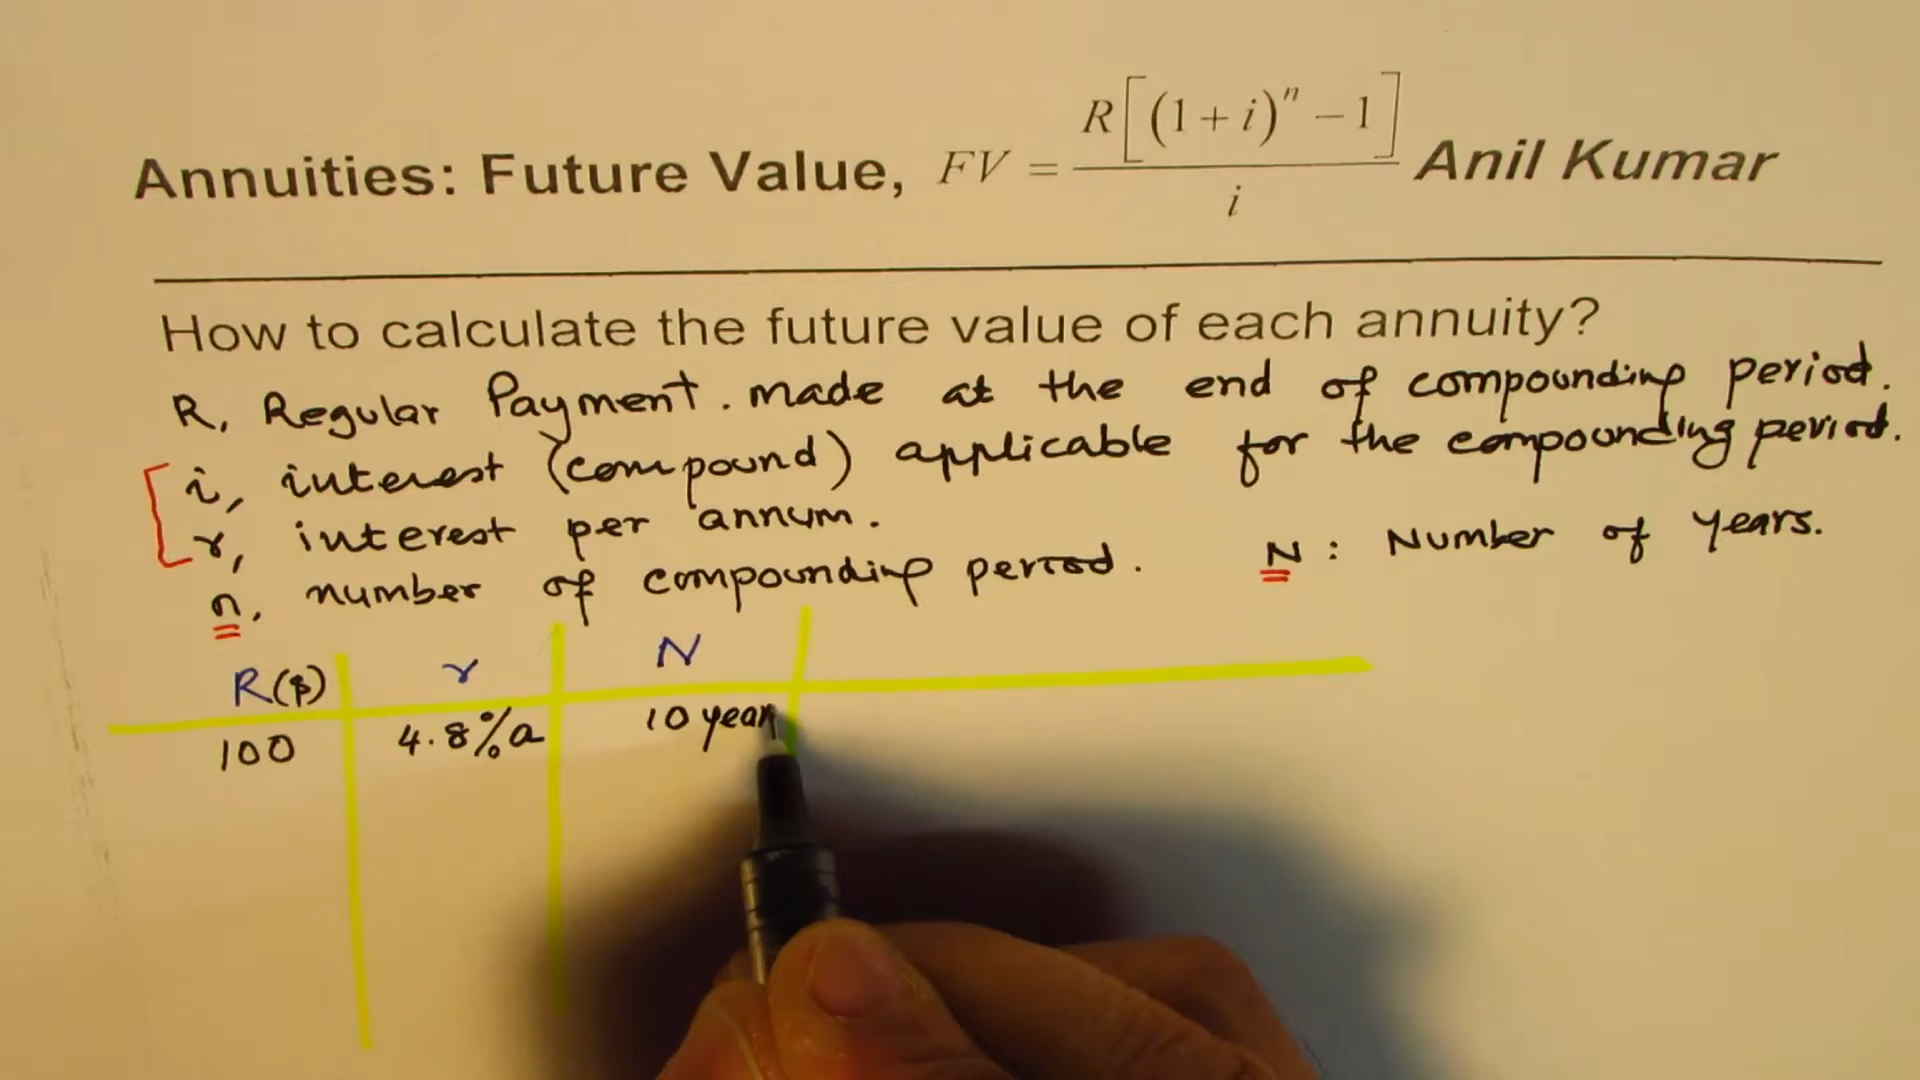 Annuities: Future Value, FV = R[(1+i)^n −1] / i Anil Kumar
How to calculate the future value of each annuity?
R, Regular Payment. made at the end of compounding period.
i, interest (compound) applicable for the compounding period.
r, interest per annum.
n, number of compounding period. N: Number of years.
R($) r N
100 4.8%a 10 year